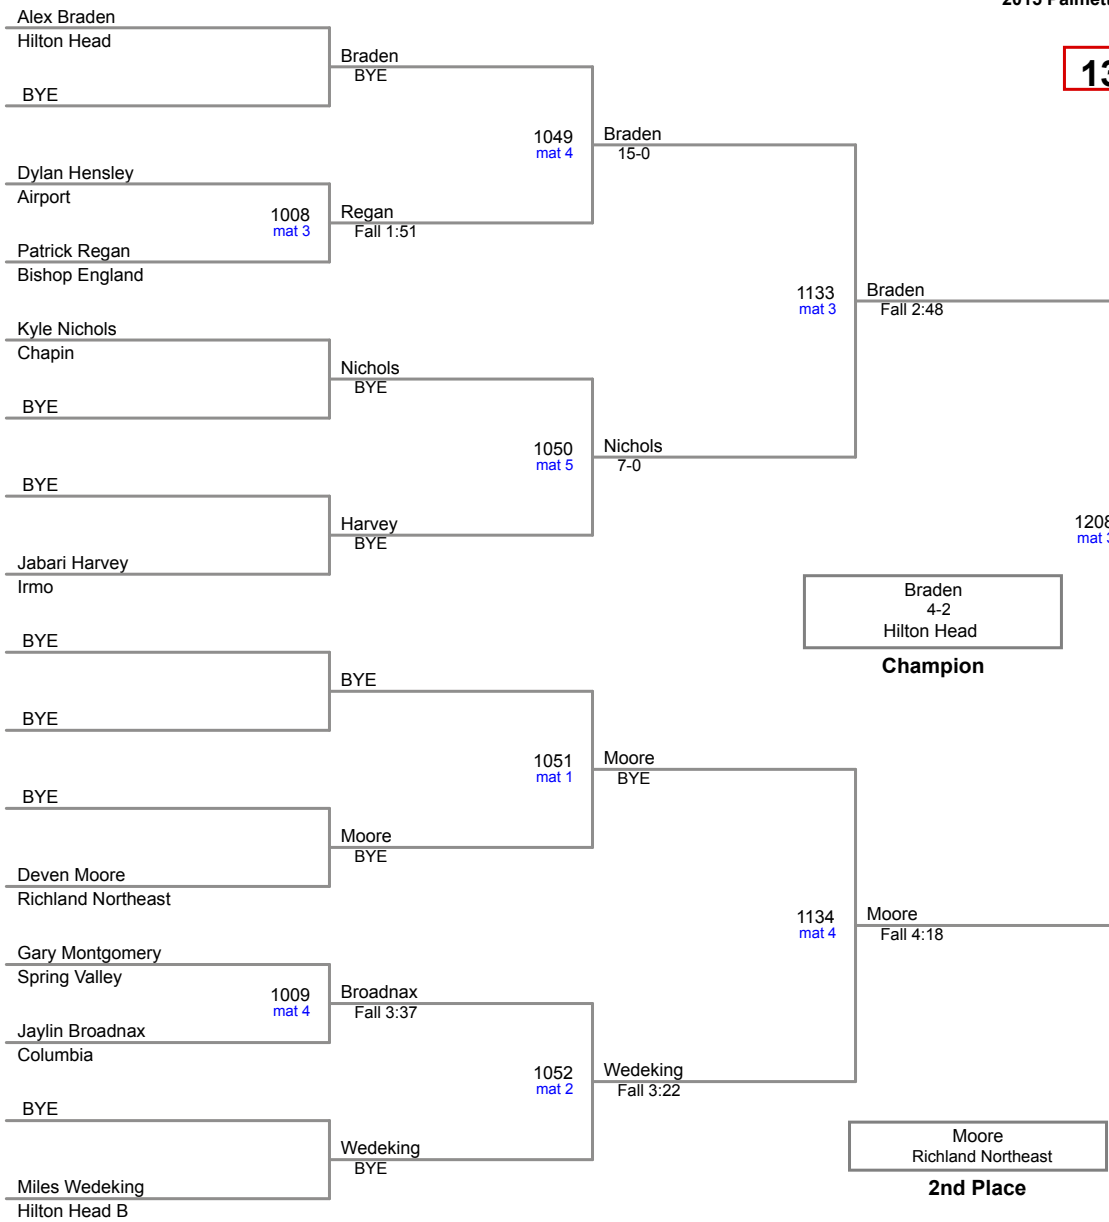 Alex Braden
Hilton Head
BYE
Dylan Hensley
Airport
1008
mat 3
Patrick Regan
Bishop England
Kyle Nichols
Chapin
BYE
BYE
Jabari Harvey
Irmo
BYE
BYE
BYE
Deven Moore
Richland Northeast
Gary Montgomery
Spring Valley
1009
mat 4
Jaylin Broadnax
Columbia
BYE
Miles Wedeking
Hilton Head B
Braden
BYE
1049
mat 4
Regan
Fall 1:51
Nichols
BYE
1050
mat 5
Harvey
BYE
BYE
1051
mat 1
Moore
BYE
Broadnax
Fall 3:37
1052
mat 2
Wedeking
BYE
Braden
15-0
1133
mat 3
Nichols
7-0
Moore
BYE
1134
mat 4
Wedeking
Fall 3:22
Braden
Fall 2:48
1208
mat 3
Moore
Fall 4:18
Braden
4-2
Hilton Head
Champion
Moore
Richland Northeast
2nd Place
13